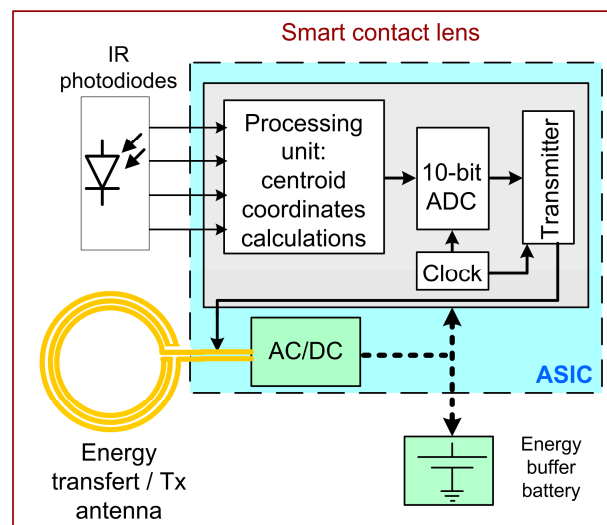 Smart contact lens
IR
photodiodes
Processing
unit:
centroid
coordinates
calculations
10-bit
ADC
Transmitter
Clock
AC/DC
ASIC
Energy
transfert / Tx
antenna
Energy
buffer
battery